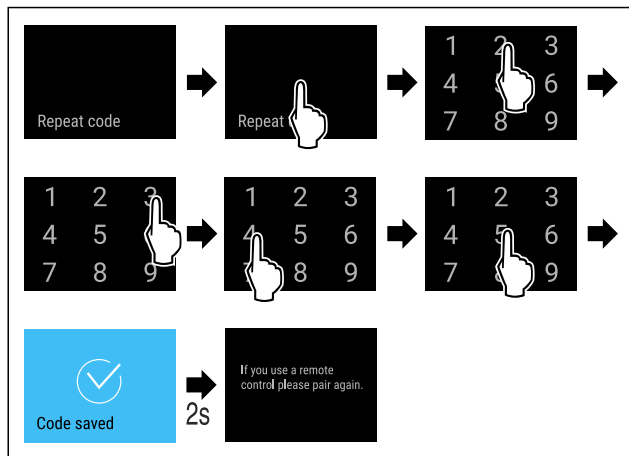 Repeat code
Repeat
1 2 3
4 6
7 8 9
1 2 3
4 5
7 8 9
1 2 3
4 5 6
8 9
1 2 3
4 5 6
7 9
Code saved
2s
If you use a remote
control please pair again.